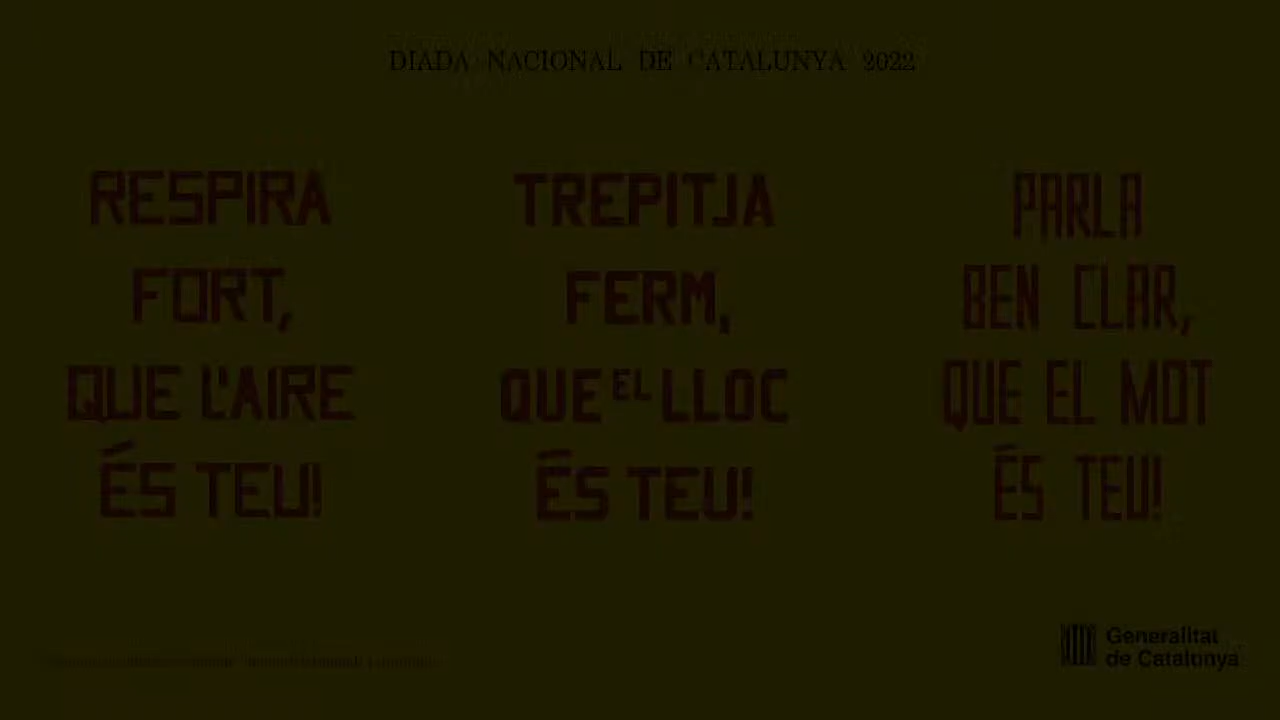 DIADA NACIONAL DE CATALUNYA 2022
RESPIRA
FORT,
QUE L'AIRE
ÉS TEU!
TREPITJA
FERM,
QUE EL LLOC
ÉS TEU!
PARLA
BEN CLAR,
QUE EL MOT
ÉS TEU!
Generalitat
de Catalunya